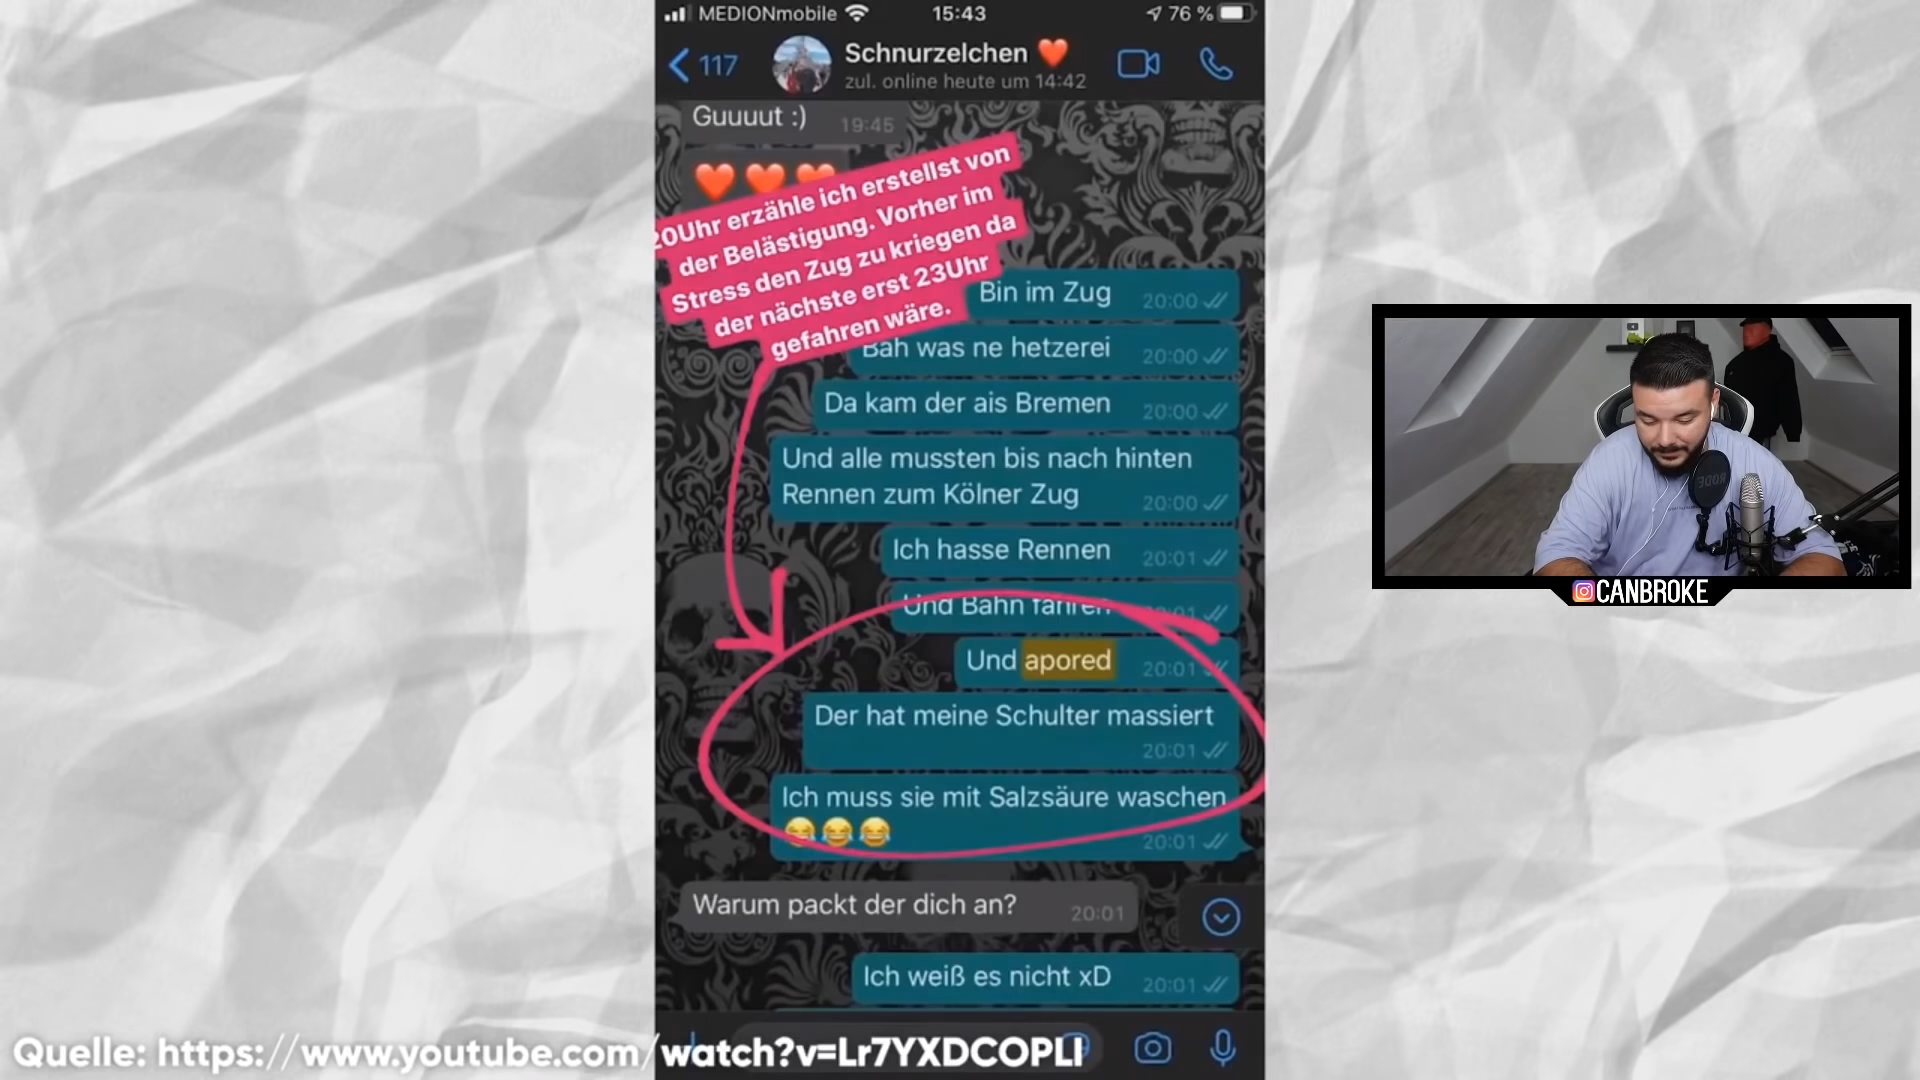 MEDIONmobile
15:43
76 %
117
Schnurzelchen
zul. online heute um 14:42
Guuuut :)
19:45
20Uhr erzähle ich erstellst von
der Belästigung. Vorher im
Stress den Zug zu kriegen da
der nächste erst 23Uhr
gefahren wäre.
Bin im Zug
20:00
Bah was ne hetzerei
20:00
Da kam der ais Bremen
20:00
Und alle mussten bis nach hinten
Rennen zum Kölner Zug
20:00
Ich hasse Rennen
20:01
Und Bahn fahren
20:01
Und apored
20:01
Der hat meine Schulter massiert
20:01
Ich muss sie mit Salzsäure waschen
😂😂😂
20:01
Warum packt der dich an?
20:01
Ich weiß es nicht xD
20:01
RODE
CANBROKE
Quelle: https://www.youtube.com/watch?v=Lr7YXDCOPLI